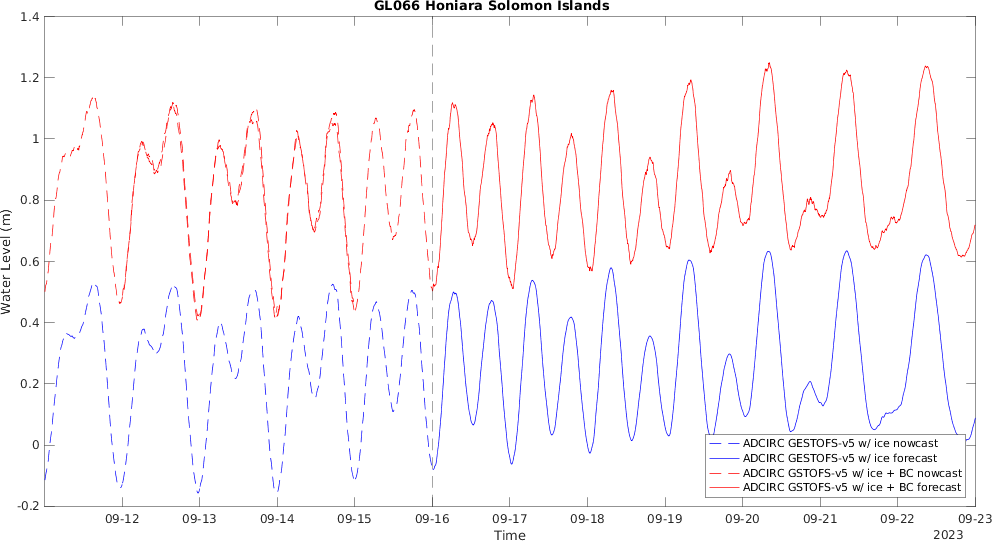 GL066 Honiara Solomon Islands
1.4
1.2
1
0.8
0.6
0.4
0.2
0
-0.2
Water Level (m)
ADCIRC GESTOFS-v5 w/ ice nowcast
ADCIRC GESTOFS-v5 w/ ice forecast
ADCIRC GSTOFS-v5 w/ ice + BC nowcast
ADCIRC GSTOFS-v5 w/ ice + BC forecast
09-12 09-13 09-14 09-15 09-16 09-17 09-18 09-19 09-20 09-21 09-22 09-23
Time
2023